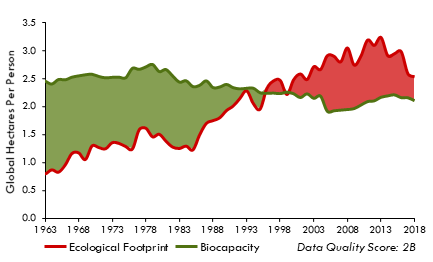 Global Hectares Per Person
3.5
3.0
2.5
2.0
1.5
1.0
0.5
0.0
1963 1968 1973 1978 1983 1988 1993 1998 2003 2008 2013 2018
Ecological Footprint Biocapacity Data Quality Score: 2B